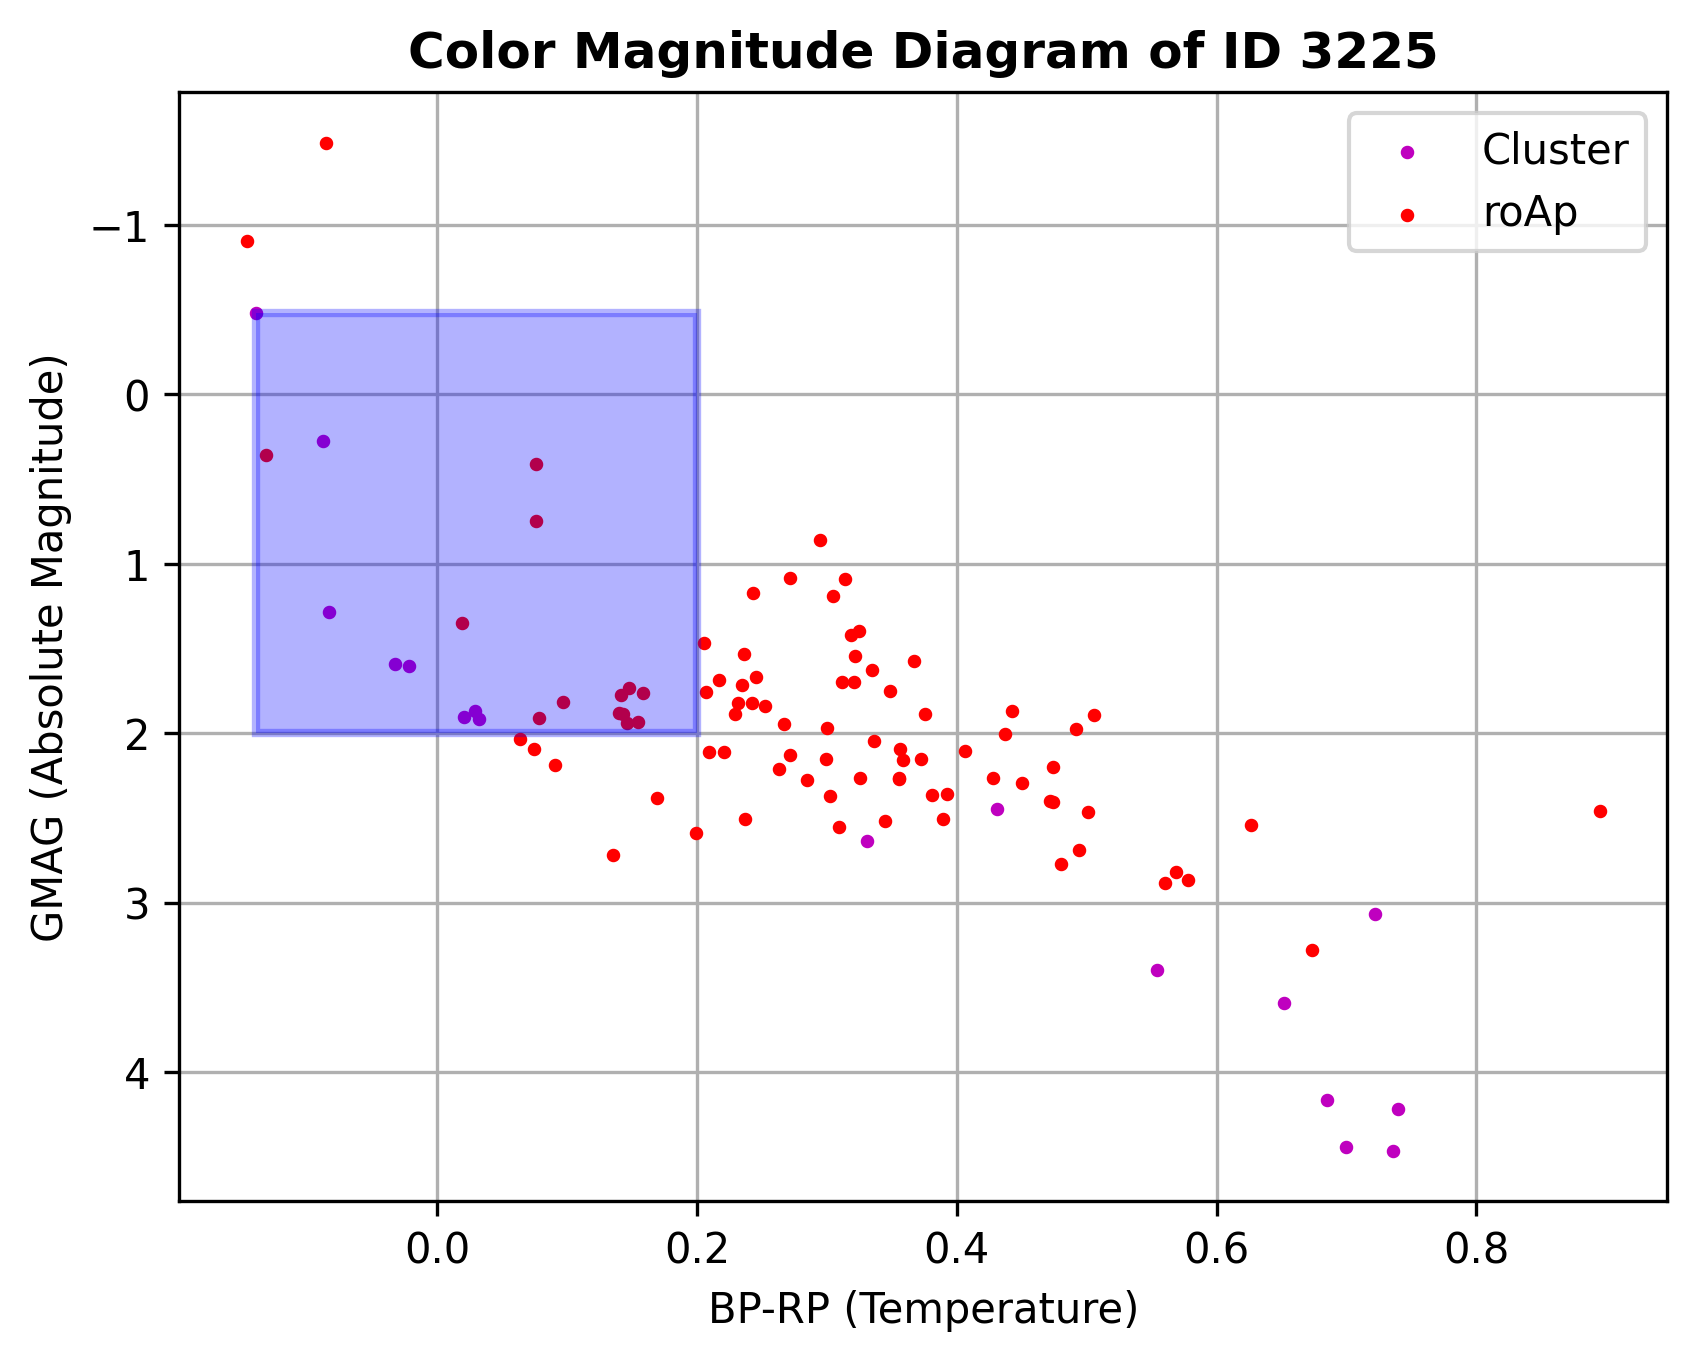 Color Magnitude Diagram of ID 3225
Cluster
roAp
GMAG (Absolute Magnitude)
−1
0
1
2
3
4
0.0 0.2 0.4 0.6 0.8
BP-RP (Temperature)